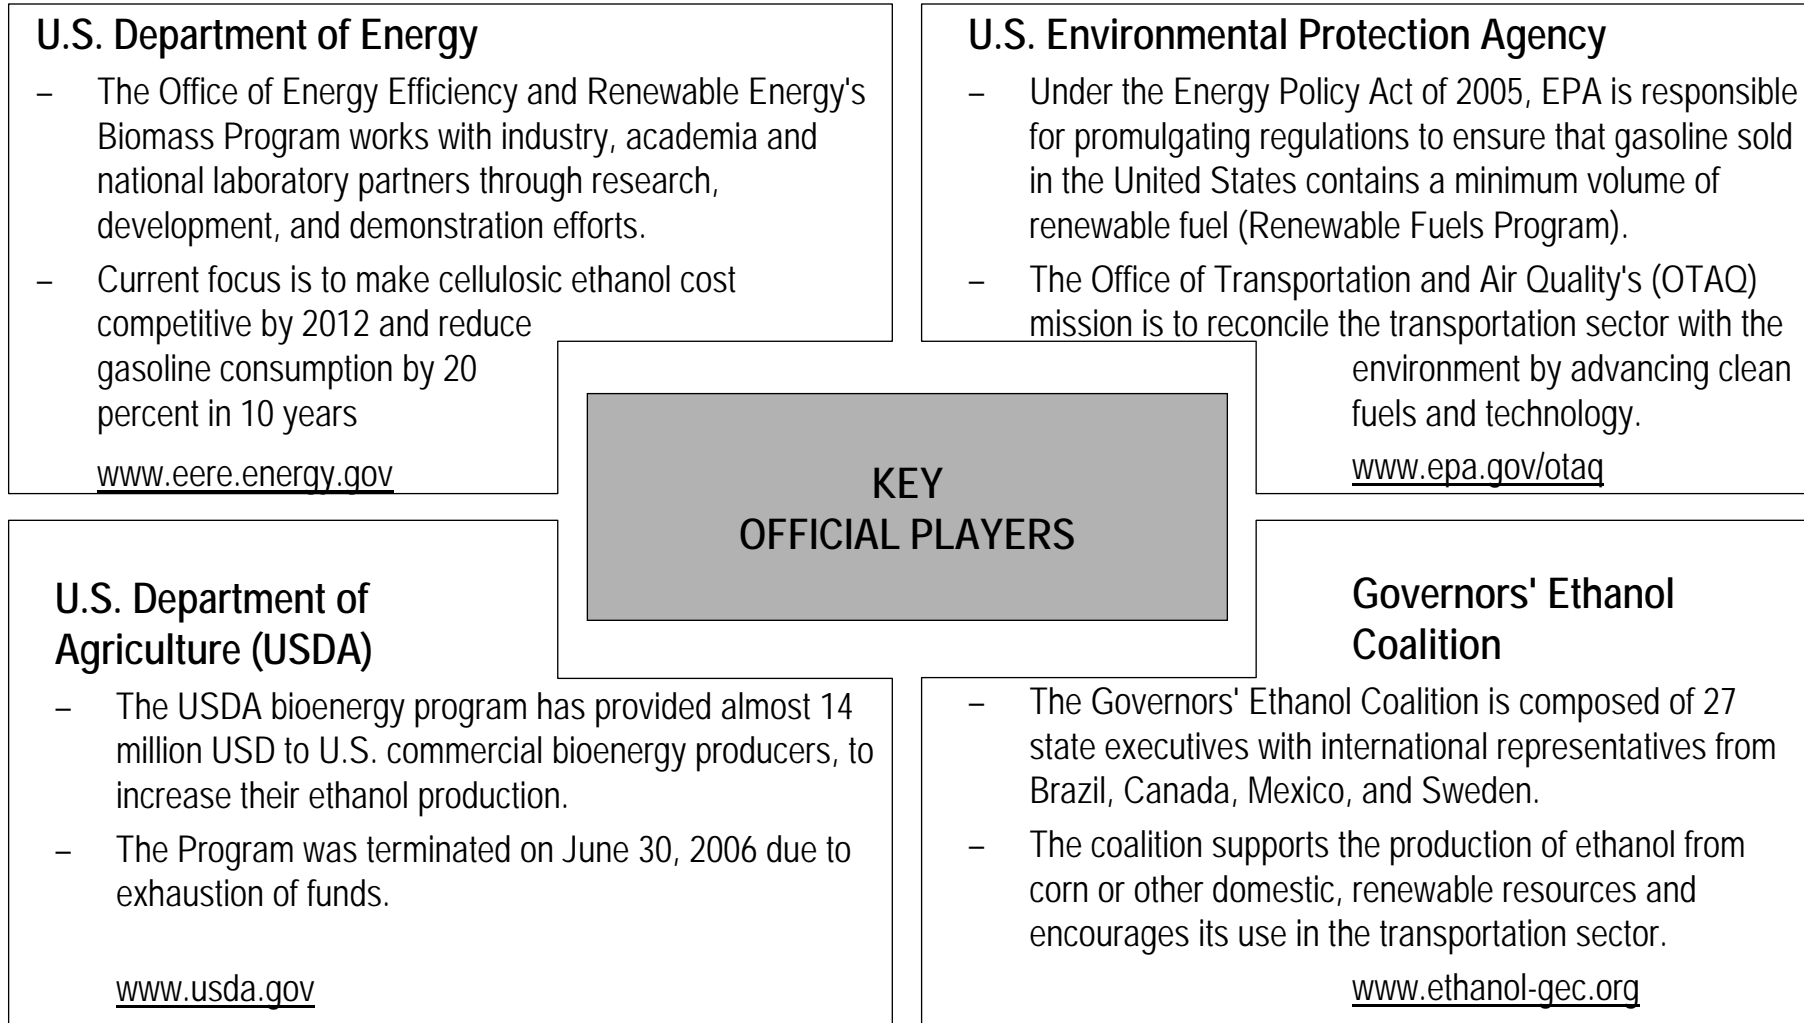 U.S. Department of Energy
– The Office of Energy Efficiency and Renewable Energy's
Biomass Program works with industry, academia and
national laboratory partners through research,
development, and demonstration efforts.
– Current focus is to make cellulosic ethanol cost
competitive by 2012 and reduce
gasoline consumption by 20
percent in 10 years
www.eere.energy.gov
U.S. Environmental Protection Agency
– Under the Energy Policy Act of 2005, EPA is responsible
for promulgating regulations to ensure that gasoline sold
in the United States contains a minimum volume of
renewable fuel (Renewable Fuels Program).
– The Office of Transportation and Air Quality's (OTAQ)
mission is to reconcile the transportation sector with the
environment by advancing clean
fuels and technology.
www.epa.gov/otaq
KEY
OFFICIAL PLAYERS
U.S. Department of
Agriculture (USDA)
– The USDA bioenergy program has provided almost 14
million USD to U.S. commercial bioenergy producers, to
increase their ethanol production.
– The Program was terminated on June 30, 2006 due to
exhaustion of funds.
www.usda.gov
Governors' Ethanol
Coalition
– The Governors' Ethanol Coalition is composed of 27
state executives with international representatives from
Brazil, Canada, Mexico, and Sweden.
– The coalition supports the production of ethanol from
corn or other domestic, renewable resources and
encourages its use in the transportation sector.
www.ethanol-gec.org